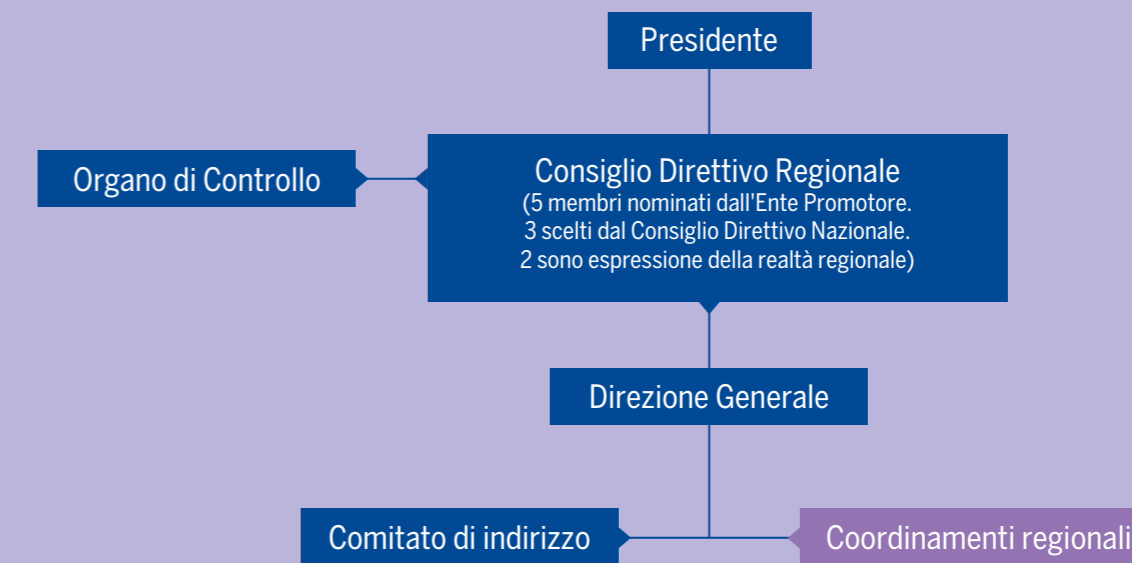 Presidente
Organo di Controllo
Consiglio Direttivo Regionale
(5 membri nominati dall'Ente Promotore.
3 scelti dal Consiglio Direttivo Nazionale.
2 sono espressione della realtà regionale)
Direzione Generale
Comitato di indirizzo
Coordinamenti regionali